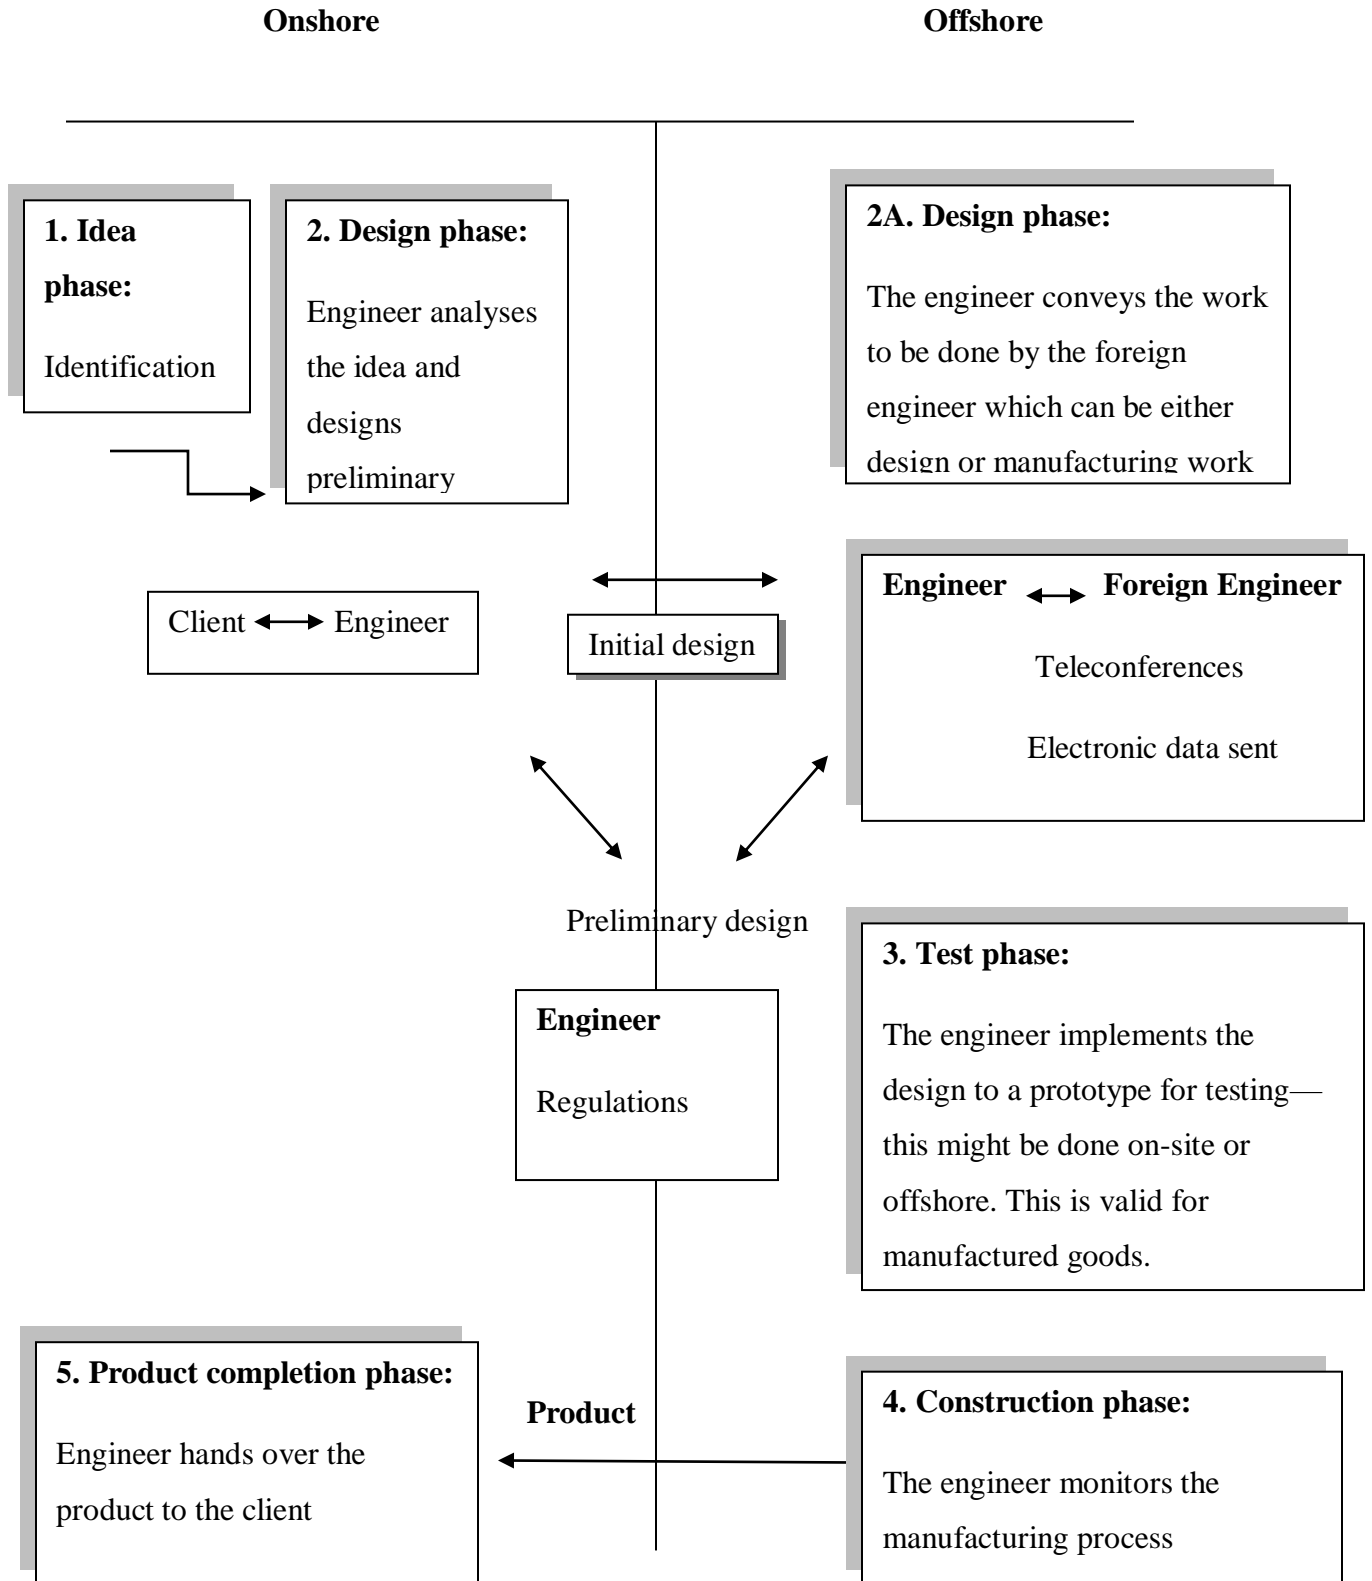 Onshore
Offshore
1. Idea
phase:
Identification
2. Design phase:
Engineer analyses
the idea and
designs
preliminary
2A. Design phase:
The engineer conveys the work
to be done by the foreign
engineer which can be either
design or manufacturing work
Client Engineer
Initial design
Engineer Foreign Engineer
Teleconferences
Electronic data sent
Preliminary design
Engineer
Regulations
3. Test phase:
The engineer implements the
design to a prototype for testing—
this might be done on-site or
offshore. This is valid for
manufactured goods.
5. Product completion phase:
Engineer hands over the
product to the client
Product
4. Construction phase:
The engineer monitors the
manufacturing process